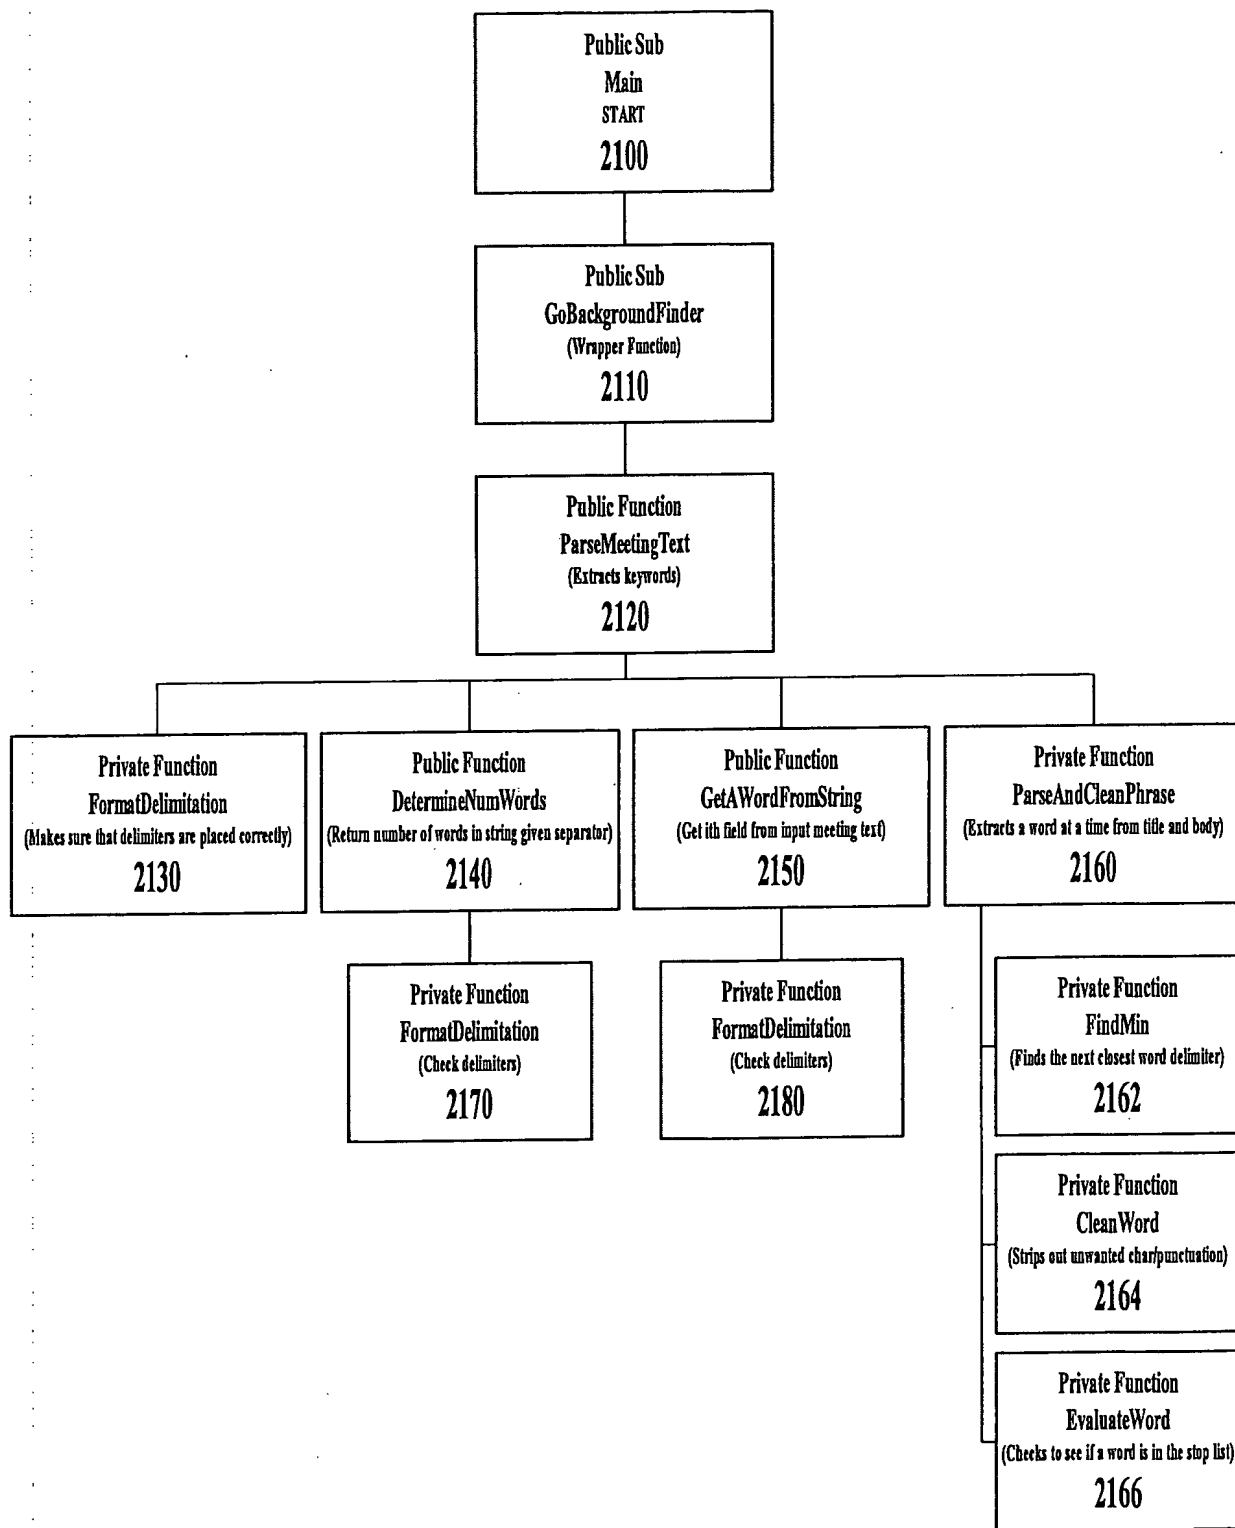 Public Sub
Main
START
2100
Public Sub
GoBackgroundFinder
(Wrapper Function)
2110
Public Function
ParseMeetingText
(Extracts keywords)
2120
Private Function
FormatDelimitation
(Makes sure that delimiters are placed correctly)
2130
Public Function
DetermineNumWords
(Return number of words in string given separator)
2140
Public Function
GetAWordFromString
(Get ith field from input meeting text)
2150
Private Function
ParseAndCleanPhrase
(Extracts a word at a time from title and body)
2160
Private Function
FormatDelimitation
(Check delimiters)
2170
Private Function
FormatDelimitation
(Check delimiters)
2180
Private Function
FindMin
(Finds the next closest word delimiter)
2162
Private Function
CleanWord
(Strips out unwanted char/punctuation)
2164
Private Function
EvaluateWord
(Checks to see if a word is in the stop list)
2166